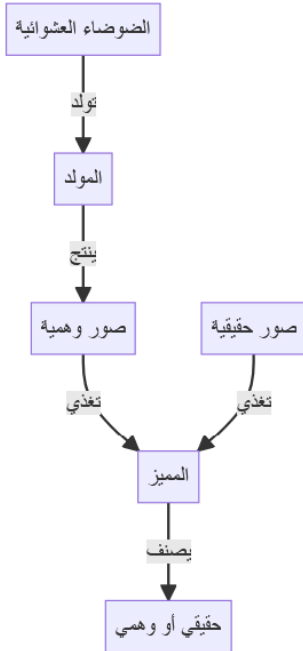 الضوضاء العشوائية
تولد
المولد
ينتج
صور وهمية
صور حقيقية
تغذي
تغذي
المميز
يصنف
حقيقي أو وهمي